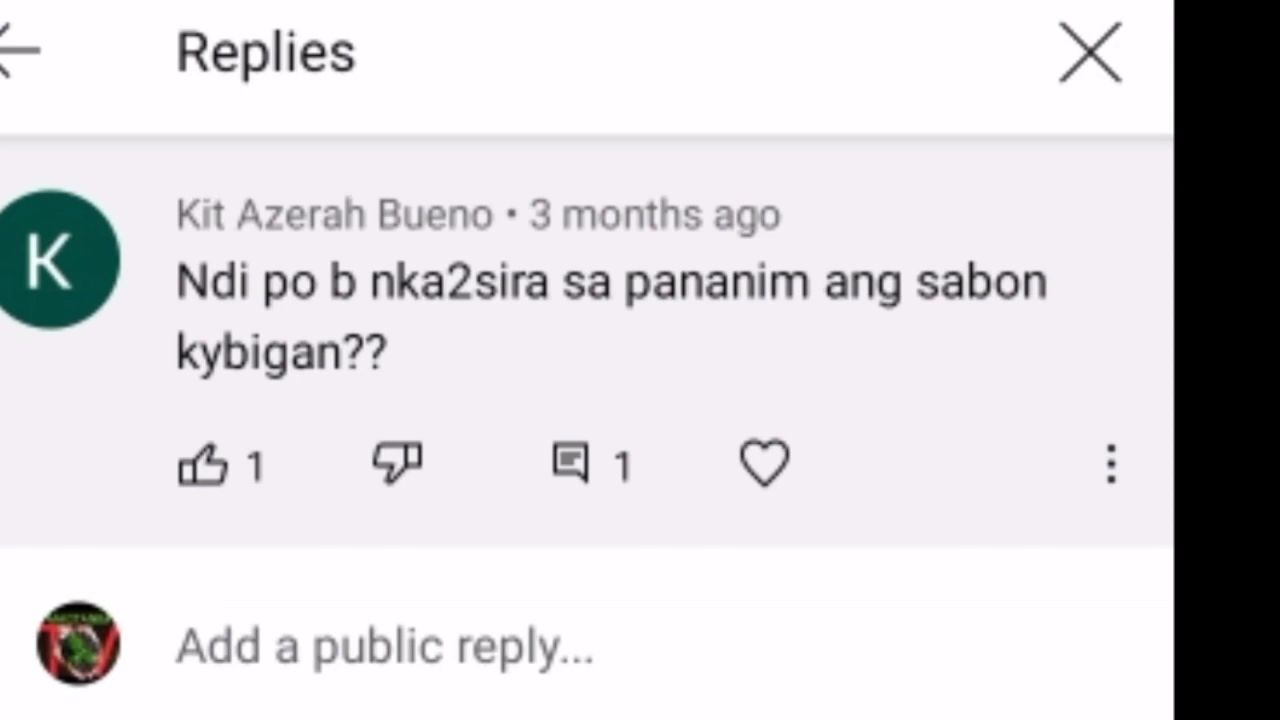 Replies
K
Kit Azerah Bueno • 3 months ago
Ndi po b nka2sira sa pananim ang sabon
kybigan??
1
1
Add a public reply...